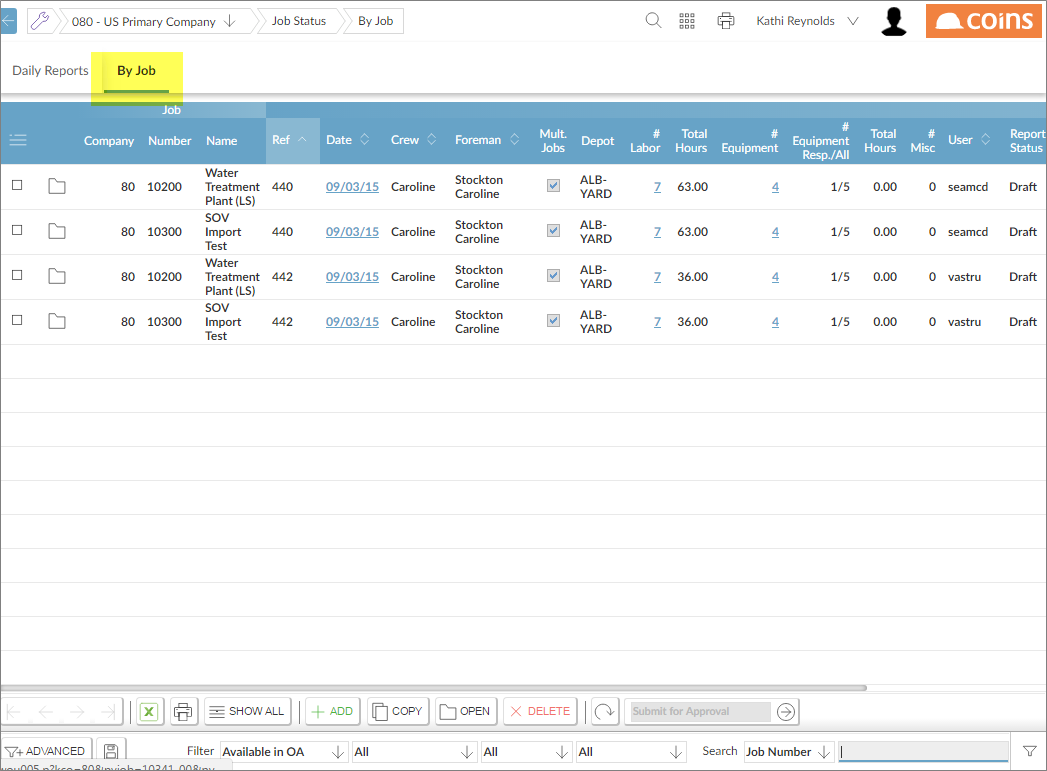 080 - US Primary Company Job Status By Job Kathi Reynolds coins
Daily Reports By Job
Job
Company Number Name Ref Date Crew Foreman Mult. Jobs Depot # Labor Total Hours # Equipment # Equipment Resp./All Total Hours # Misc User Report Status
80 10200 Water Treatment Plant (LS) 440 09/03/15 Caroline Stockton Caroline ALB-YARD 7 63.00 4 1/5 0.00 0 seamcd Draft
80 10300 SOV Import Test 440 09/03/15 Caroline Stockton Caroline ALB-YARD 7 63.00 4 1/5 0.00 0 seamcd Draft
80 10200 Water Treatment Plant (LS) 442 09/03/15 Caroline Stockton Caroline ALB-YARD 7 36.00 4 1/5 0.00 0 vastru Draft
80 10300 SOV Import Test 442 09/03/15 Caroline Stockton Caroline ALB-YARD 7 36.00 4 1/5 0.00 0 vastru Draft
SHOW ALL ADD COPY OPEN DELETE Submit for Approval
ADVANCED Filter Available in OA All All All Search Job Number